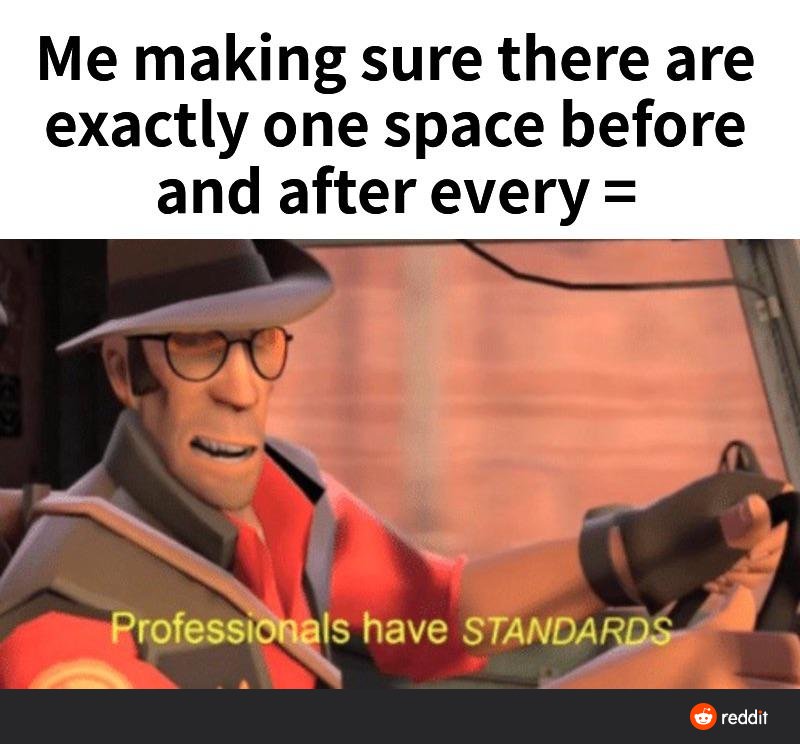 Me making sure there are
exactly one space before
and after every =
Professionals have STANDARDS
reddit